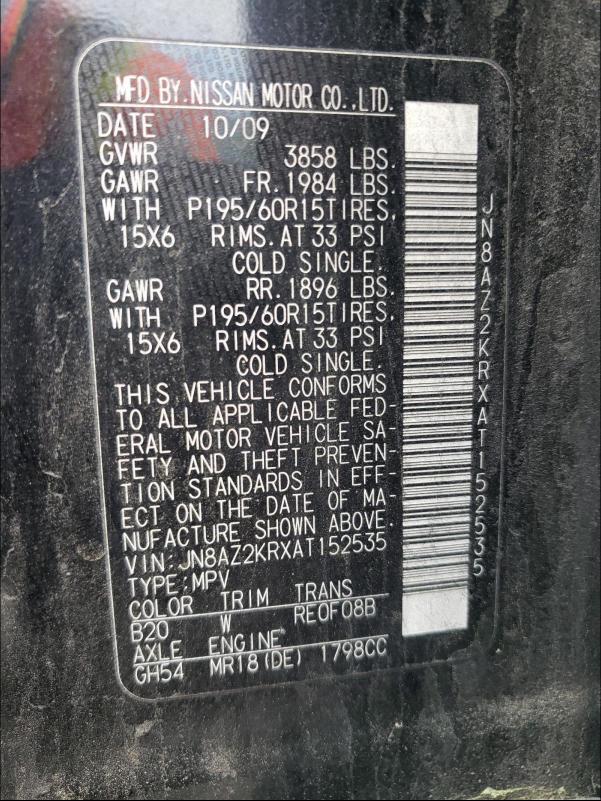 MFD BY. NISSAN MOTOR CO.,LTD.
DATE 10/09
GVWR 3858 LBS.
GAWR FR. 1984 LBS.
WITH P195/60R15TIRES,
15X6 RIMS. AT 33 PSI
COLD SINGLE.
GAWR RR. 1896 LBS.
WITH P195/60R15TIRES,
15X6 RIMS. AT 33 PSI
COLD SINGLE.
THIS VEHICLE CONFORMS
TO ALL APPLICABLE FED-
ERAL MOTOR VEHICLE SA-
FETY AND THEFT PREVEN-
TION STANDARDS IN EFF-
ECT ON THE DATE OF MA-
NUFACTURE SHOWN ABOVE.
VIN: JN8AZ2KRXAT152535
TYPE: MPV
COLOR TRIM TRANS
B20 W RE0F08B
AXLE ENGINE
GH54 MR18(DE) 1798CC
JN8AZ2KRXAT152535